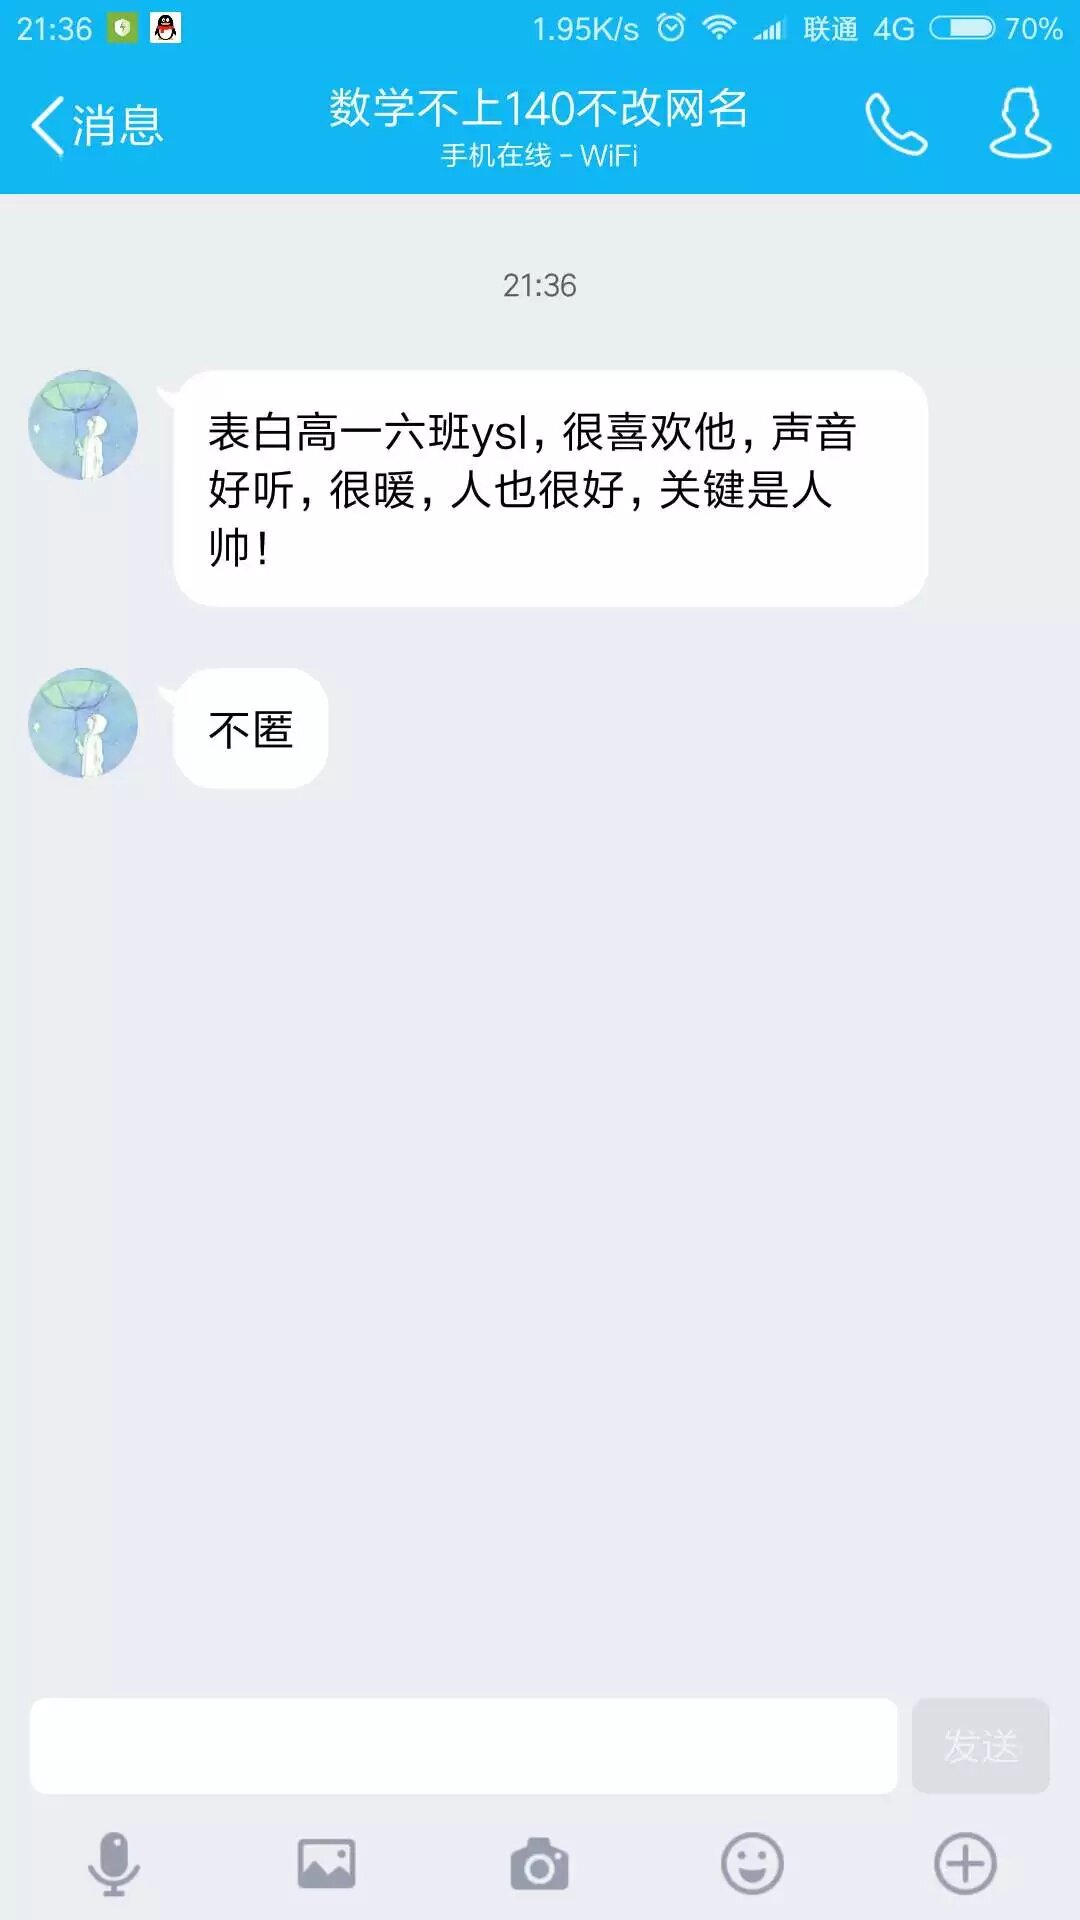 21:36 1.95K/s 联通 4G 70%
消息
数学不上140不改网名
手机在线 - WiFi
21:36
表白高一六班ysl, 很喜欢他, 声音
好听, 很暖, 人也很好, 关键是人
帅!
不匿
发送